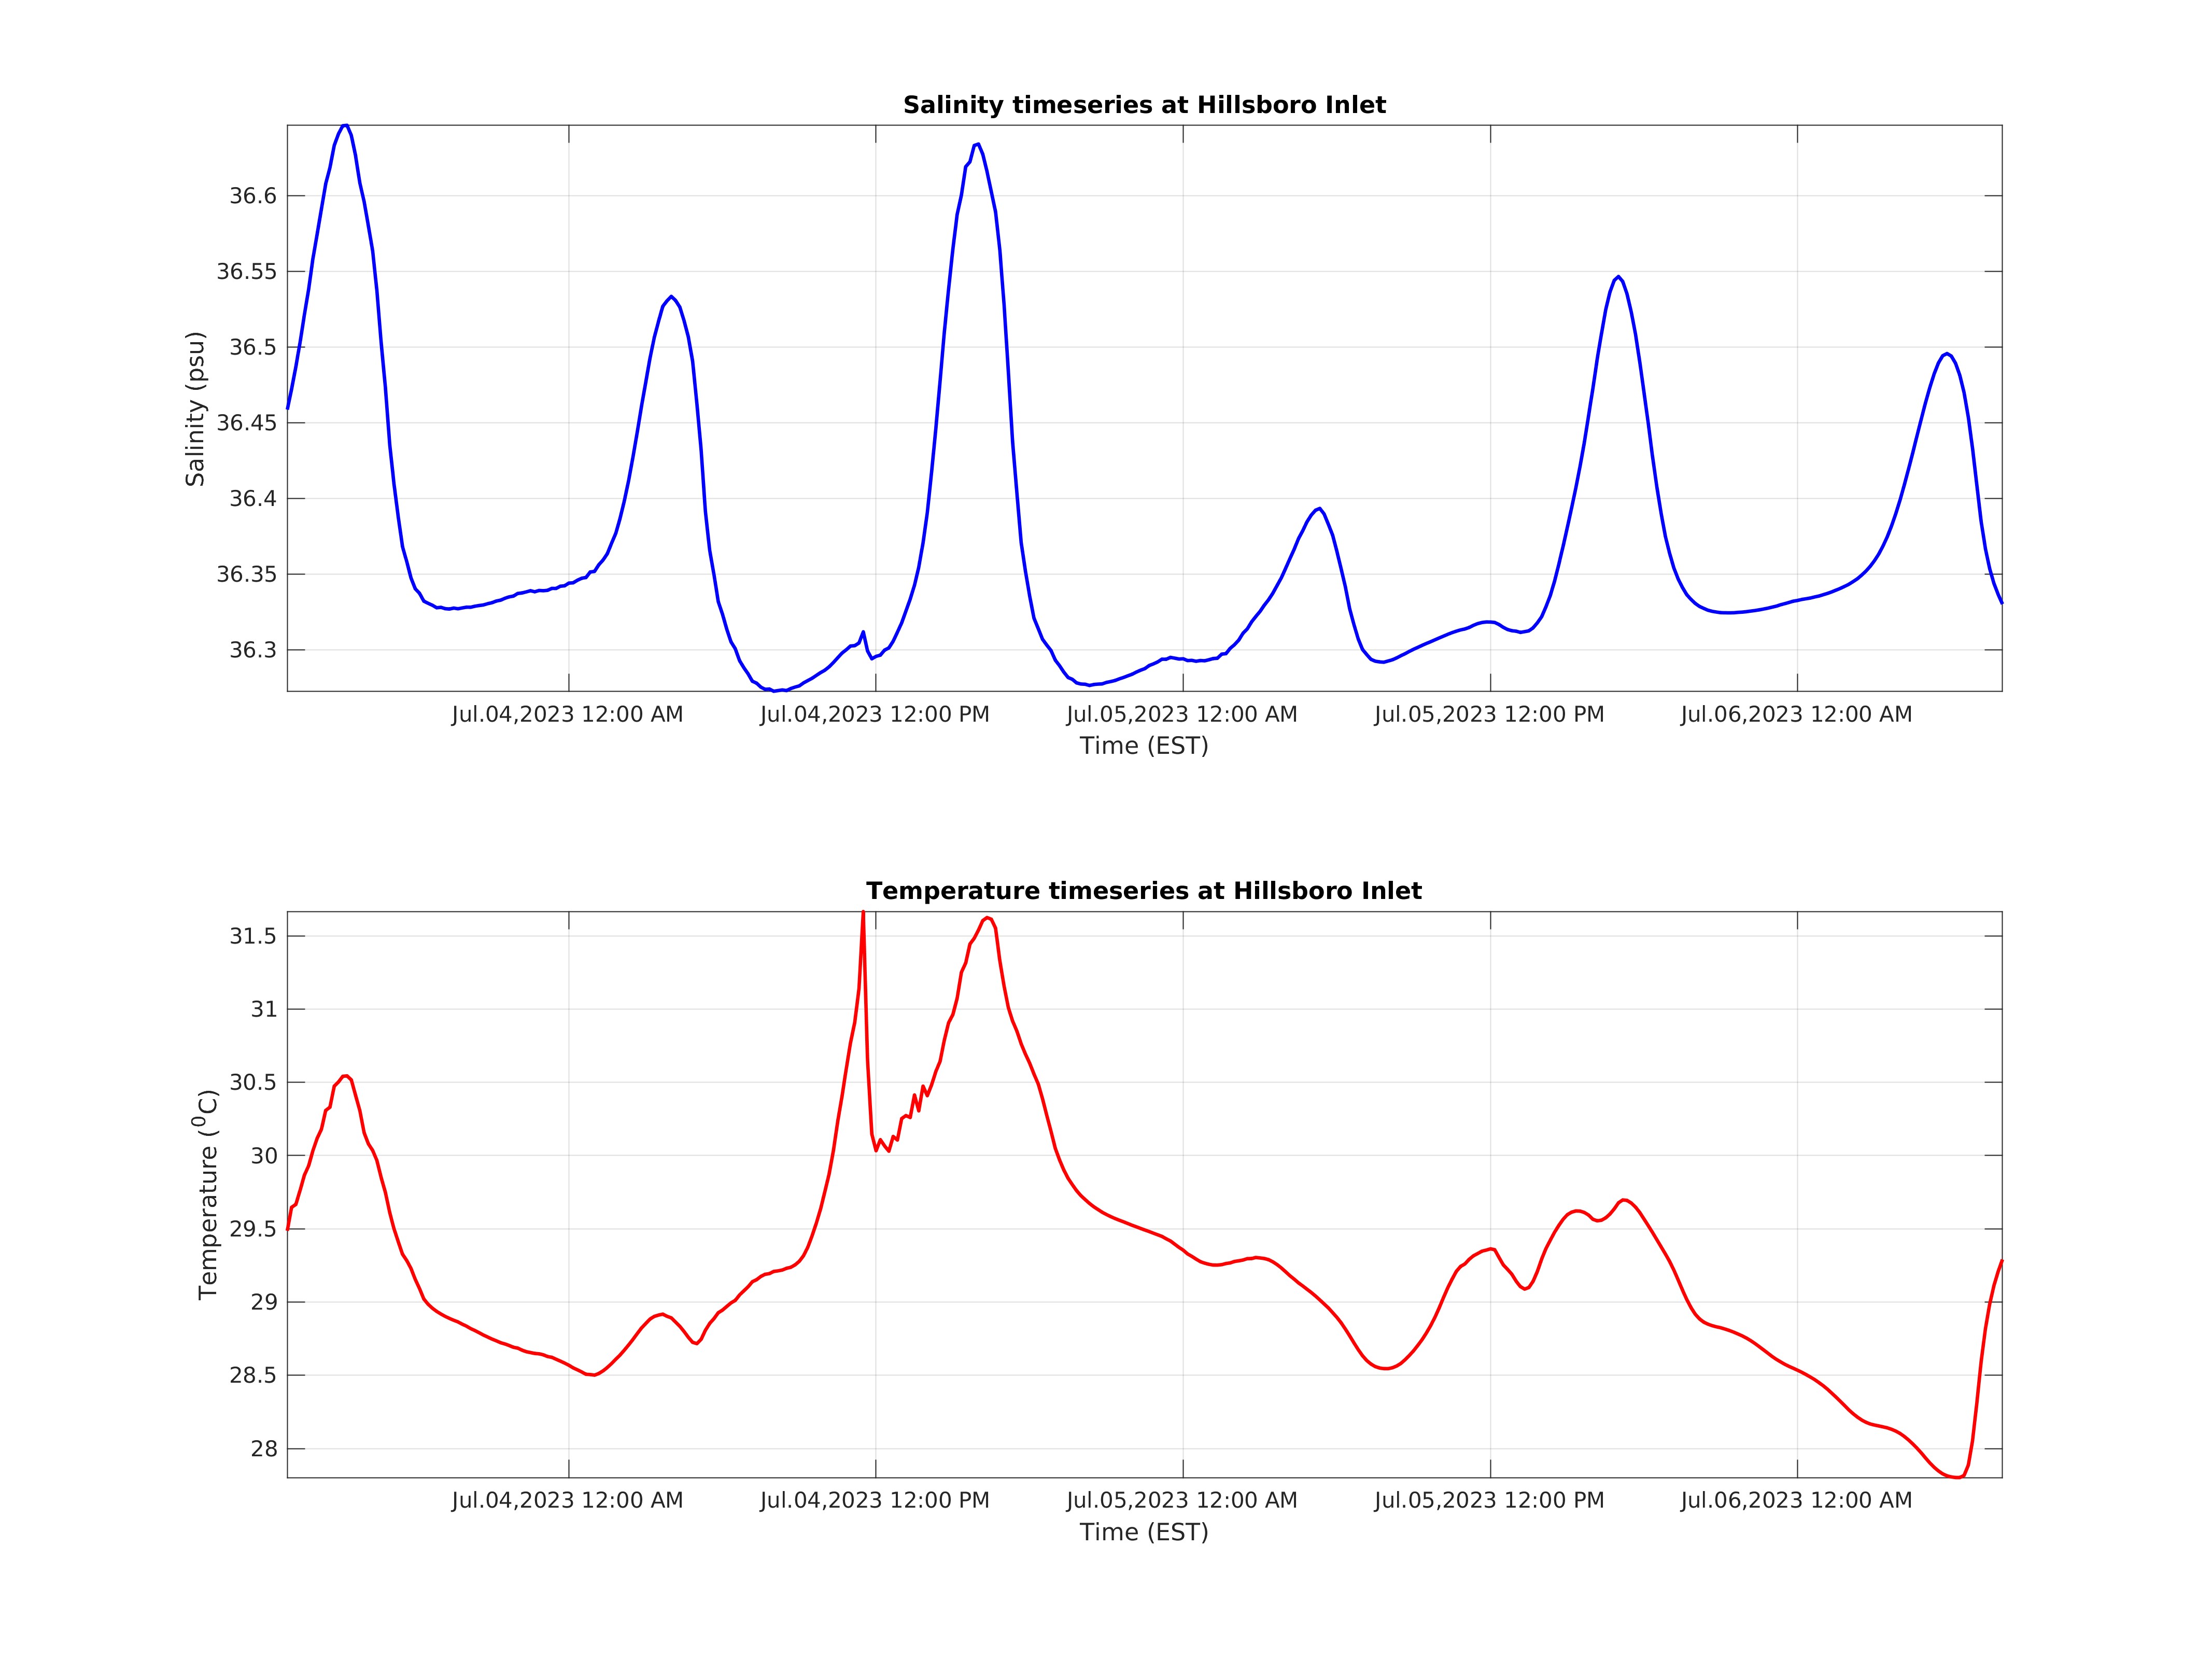 Salinity timeseries at Hillsboro Inlet
36.6
36.55
36.5
36.45
36.4
36.35
36.3
Salinity (psu)
Jul.04,2023 12:00 AM Jul.04,2023 12:00 PM Jul.05,2023 12:00 AM Jul.05,2023 12:00 PM Jul.06,2023 12:00 AM
Time (EST)
Temperature timeseries at Hillsboro Inlet
31.5
31
30.5
30
29.5
29
28.5
28
Temperature (⁰C)
Jul.04,2023 12:00 AM Jul.04,2023 12:00 PM Jul.05,2023 12:00 AM Jul.05,2023 12:00 PM Jul.06,2023 12:00 AM
Time (EST)